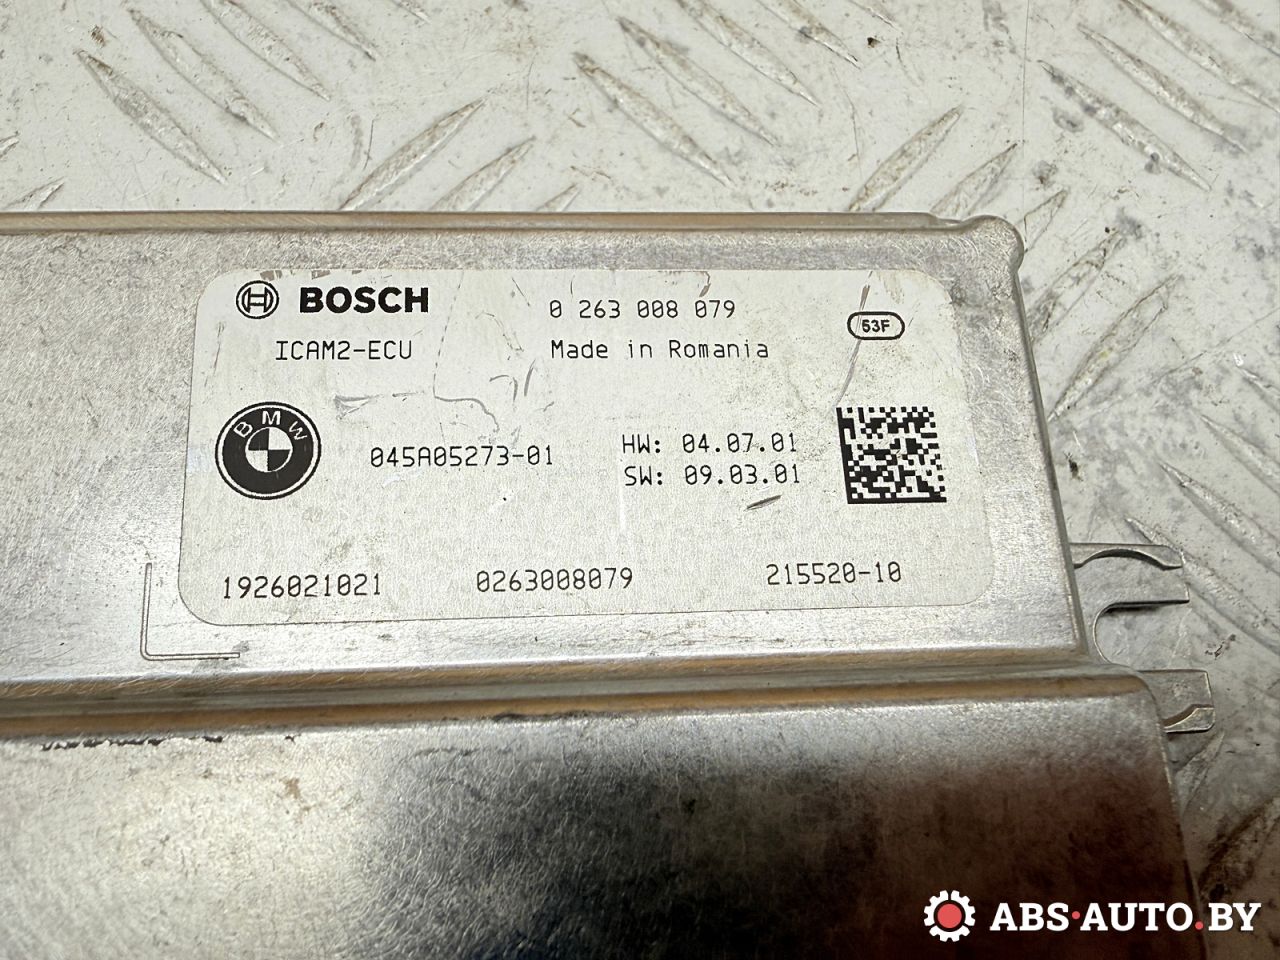 BOSCH 0 263 008 079
53F
ICAM2-ECU Made in Romania
BMW
045A05273-01 HW: 04.07.01
SW: 09.03.01
1926021021 0263008079 215520-10
ABS·AUTO.BY